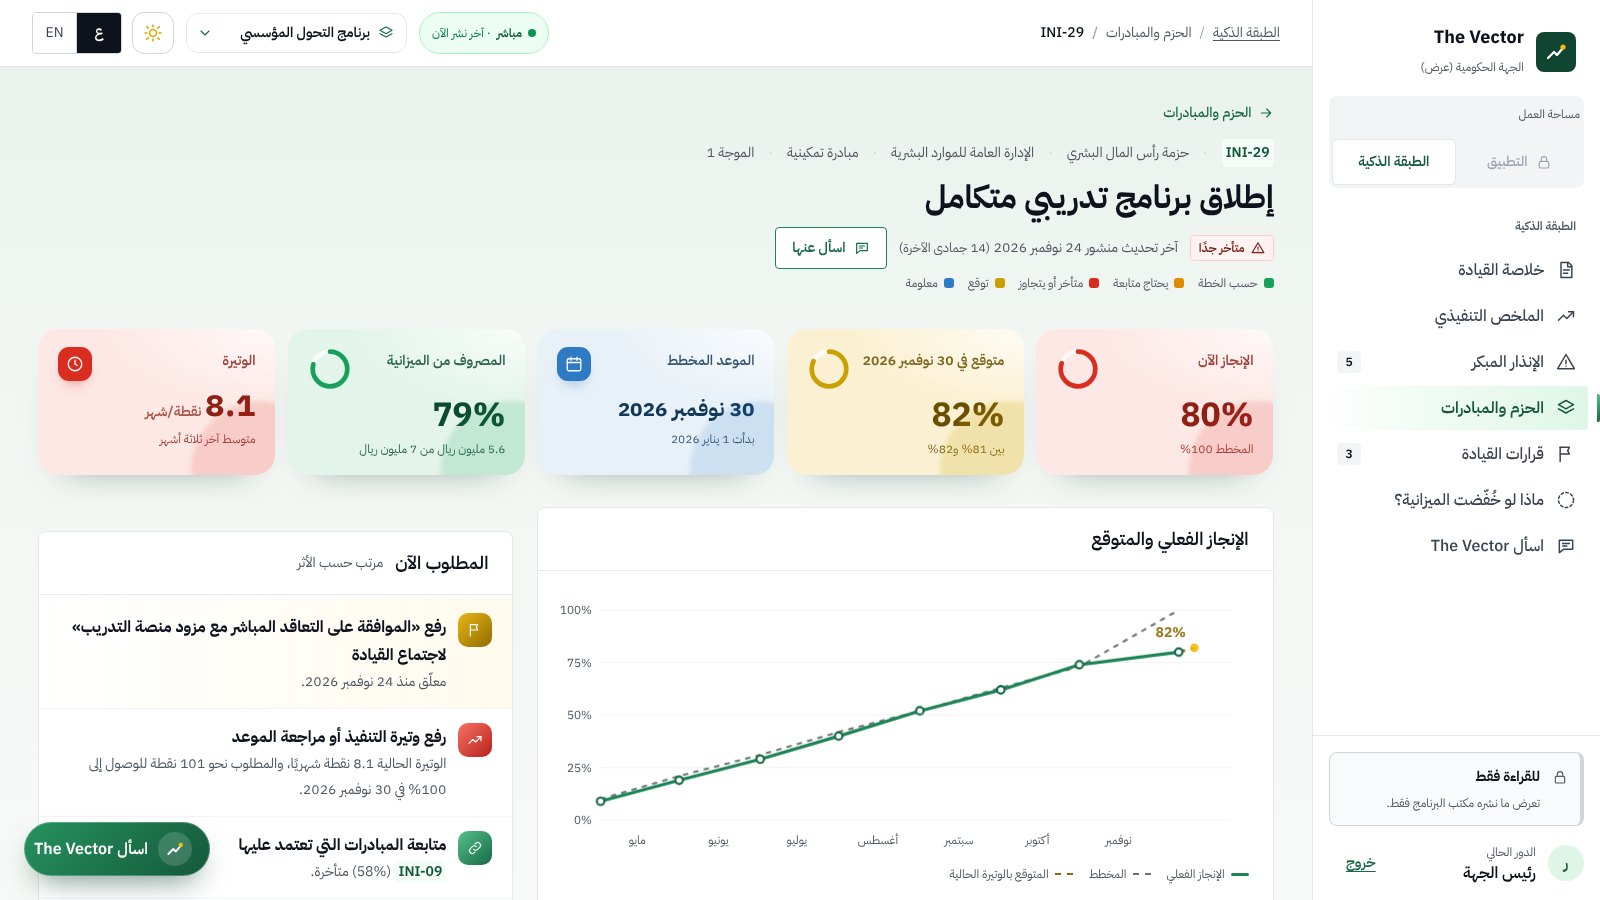 The Vector
الجهة الحكومية (عرض)
مساحة العمل
التطبيق
الطبقة الذكية
الطبقة الذكية
خلاصة القيادة
الملخص التنفيذي
الإنذار المبكر
5
الحزم والمبادرات
قرارات القيادة
3
ماذا لو خُفّضت الميزانية؟
اسأل The Vector
للقراءة فقط
تعرض ما نشره مكتب البرنامج فقط.
ر
الدور الحالي
رئيس الجهة
خروج
الطبقة الذكية / الحزم والمبادرات / INI-29
مباشر · آخر نشر الآن
برنامج التحول المؤسسي
ع
EN
الحزم والمبادرات
INI-29 · حزمة رأس المال البشري · الإدارة العامة للموارد البشرية · مبادرة تمكينية · الموجة 1
إطلاق برنامج تدريبي متكامل
متأخر جدًا
آخر تحديث منشور 24 نوفمبر 2026 (14 جمادى الآخرة)
اسأل عنها
حسب الخطة
يحتاج متابعة
متأخر أو يتجاوز
توقع
معلومة
الإنجاز الآن
80%
المخطط 100%
متوقع في 30 نوفمبر 2026
82%
بين 81% و82%
الموعد المخطط
30 نوفمبر 2026
بدأت 1 يناير 2026
المصروف من الميزانية
79%
5.6 مليون ريال من 7 مليون ريال
الوتيرة
8.1 نقطة/شهر
متوسط آخر ثلاثة أشهر
الإنجاز الفعلي والمتوقع
100%
75%
50%
25%
0%
82%
مايو
يونيو
يوليو
أغسطس
سبتمبر
أكتوبر
نوفمبر
الإنجاز الفعلي
المخطط
المتوقع بالوتيرة الحالية
المطلوب الآن
مرتب حسب الأثر
رفع «الموافقة على التعاقد المباشر مع مزود منصة التدريب»
لاجتماع القيادة
معلّق منذ 24 نوفمبر 2026.
رفع وتيرة التنفيذ أو مراجعة الموعد
الوتيرة الحالية 8.1 نقطة شهريًا، والمطلوب نحو 101 نقطة للوصول إلى
100% في 30 نوفمبر 2026.
متابعة المبادرات التي تعتمد عليها
INI-09 (58%) متأخرة.
اسأل The Vector